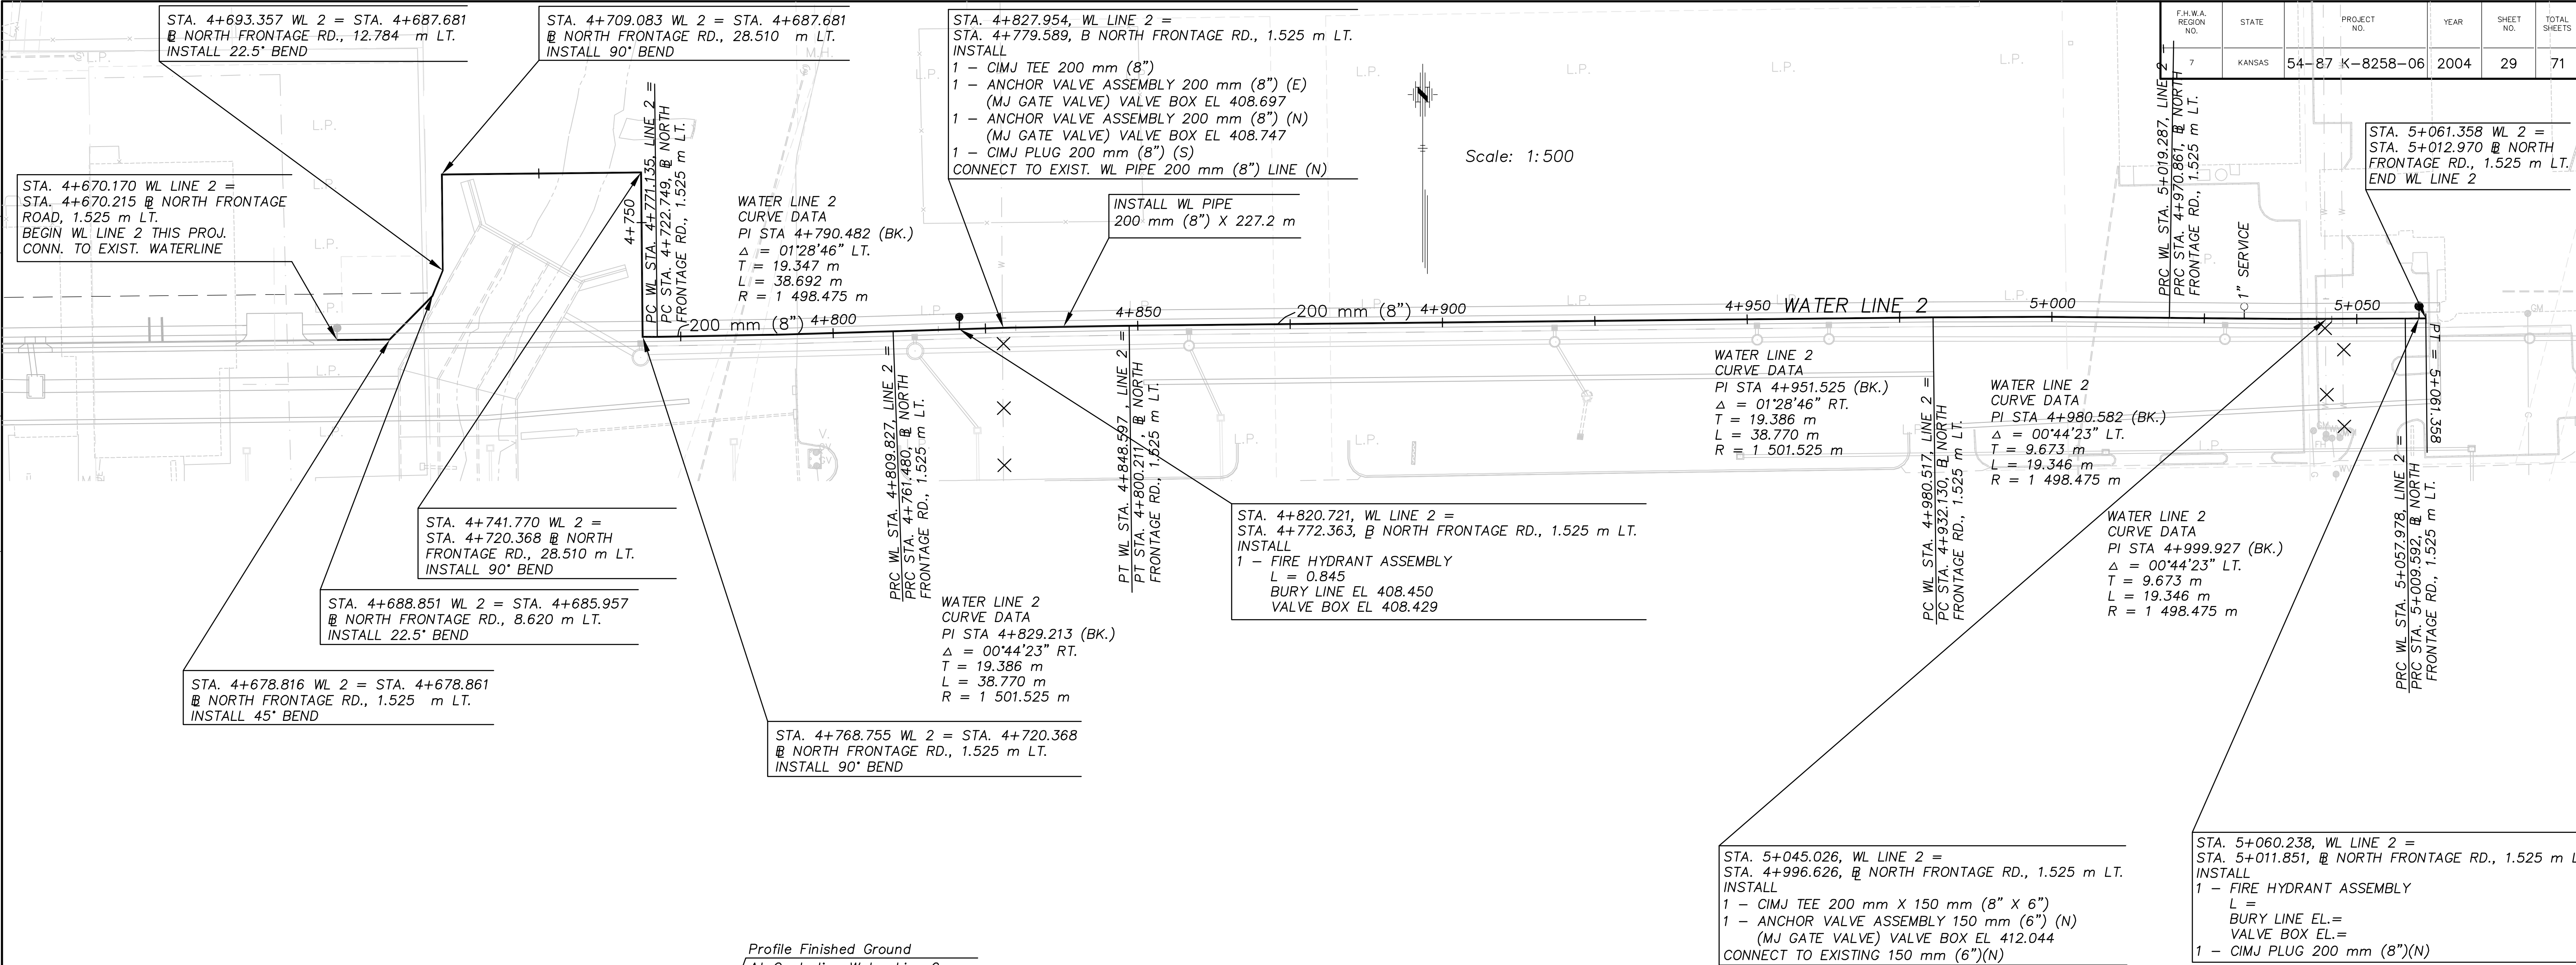 F.H.W.A.
REGION
NO.
STATE
PROJECT
NO.
YEAR
SHEET
NO.
TOTAL
SHEETS
7
KANSAS
54-87 K-8258-06
2004
29
71
STA. 4+693.357 WL 2 = STA. 4+687.681
℄ NORTH FRONTAGE RD., 12.784 m LT.
INSTALL 22.5° BEND
STA. 4+709.083 WL 2 = STA. 4+687.681
℄ NORTH FRONTAGE RD., 28.510 m LT.
INSTALL 90° BEND
STA. 4+827.954, WL LINE 2 =
STA. 4+779.589, B NORTH FRONTAGE RD., 1.525 m LT.
INSTALL
1 - CIMJ TEE 200 mm (8")
1 - ANCHOR VALVE ASSEMBLY 200 mm (8") (E)
(MJ GATE VALVE) VALVE BOX EL 408.697
1 - ANCHOR VALVE ASSEMBLY 200 mm (8") (N)
(MJ GATE VALVE) VALVE BOX EL 408.747
1 - CIMJ PLUG 200 mm (8") (S)
CONNECT TO EXIST. WL PIPE 200 mm (8") LINE (N)
Scale: 1:500
STA. 5+061.358 WL 2 =
STA. 5+012.970 ℄ NORTH
FRONTAGE RD., 1.525 m LT.
END WL LINE 2
STA. 4+670.170 WL LINE 2 =
STA. 4+670.215 ℄ NORTH FRONTAGE
ROAD, 1.525 m LT.
BEGIN WL LINE 2 THIS PROJ.
CONN. TO EXIST. WATERLINE
4+750
PC WL STA. 4+771.135, LINE 2 =
PC STA. 4+722.749, ℄ NORTH
FRONTAGE RD., 1.525 m LT.
WATER LINE 2
CURVE DATA
PI STA 4+790.482 (BK.)
Δ = 01°28'46" LT.
T = 19.347 m
L = 38.692 m
R = 1 498.475 m
INSTALL WL PIPE
200 mm (8") X 227.2 m
PRC WL STA. 5+019.287, LINE 2 =
PRC STA. 4+970.861, ℄ NORTH
FRONTAGE RD., 1.525 m LT.
1" SERVICE
200 mm (8")
4+800
4+850
200 mm (8")
4+900
4+950
WATER LINE 2
5+000
5+050
PT = 5+061.358
L.P.
L.P.
L.P.
L.P.
L.P.
L.P.
L.P.
L.P.
L.P.
M.H.
PRC WL STA. 4+809.827, LINE 2 =
PRC STA. 4+761.480, ℄ NORTH
FRONTAGE RD., 1.525 m LT.
PT WL STA. 4+848.597 , LINE 2 =
PT STA. 4+800.211 , ℄ NORTH
FRONTAGE RD., 1.525 m LT.
WATER LINE 2
CURVE DATA
PI STA 4+951.525 (BK.)
Δ = 01°28'46" RT.
T = 19.386 m
L = 38.770 m
R = 1 501.525 m
PC WL STA. 4+980.517, LINE 2 =
PC STA. 4+932.130, ℄ NORTH
FRONTAGE RD., 1.525 m LT.
WATER LINE 2
CURVE DATA
PI STA 4+980.582 (BK.)
Δ = 00°44'23" LT.
T = 9.673 m
L = 19.346 m
R = 1 498.475 m
STA. 4+741.770 WL 2 =
STA. 4+720.368 ℄ NORTH
FRONTAGE RD., 28.510 m LT.
INSTALL 90° BEND
STA. 4+820.721, WL LINE 2 =
STA. 4+772.363, ℄ NORTH FRONTAGE RD., 1.525 m LT.
INSTALL
1 - FIRE HYDRANT ASSEMBLY
L = 0.845
BURY LINE EL 408.450
VALVE BOX EL 408.429
WATER LINE 2
CURVE DATA
PI STA 4+999.927 (BK.)
Δ = 00°44'23" LT.
T = 9.673 m
L = 19.346 m
R = 1 498.475 m
PRC WL STA. 5+057.978, LINE 2 =
PRC STA. 5+009.592, ℄ NORTH
FRONTAGE RD., 1.525 m LT.
STA. 4+688.851 WL 2 = STA. 4+685.957
℄ NORTH FRONTAGE RD., 8.620 m LT.
INSTALL 22.5° BEND
WATER LINE 2
CURVE DATA
PI STA 4+829.213 (BK.)
Δ = 00°44'23" RT.
T = 19.386 m
L = 38.770 m
R = 1 501.525 m
STA. 4+678.816 WL 2 = STA. 4+678.861
℄ NORTH FRONTAGE RD., 1.525 m LT.
INSTALL 45° BEND
STA. 4+768.755 WL 2 = STA. 4+720.368
℄ NORTH FRONTAGE RD., 1.525 m LT.
INSTALL 90° BEND
STA. 5+045.026, WL LINE 2 =
STA. 4+996.626, ℄ NORTH FRONTAGE RD., 1.525 m LT.
INSTALL
1 - CIMJ TEE 200 mm X 150 mm (8" X 6")
1 - ANCHOR VALVE ASSEMBLY 150 mm (6") (N)
(MJ GATE VALVE) VALVE BOX EL 412.044
CONNECT TO EXISTING 150 mm (6")(N)
STA. 5+060.238, WL LINE 2 =
STA. 5+011.851, ℄ NORTH FRONTAGE RD., 1.525 m
INSTALL
1 - FIRE HYDRANT ASSEMBLY
L =
BURY LINE EL.=
VALVE BOX EL.=
1 - CIMJ PLUG 200 mm (8")(N)
Profile Finished Ground